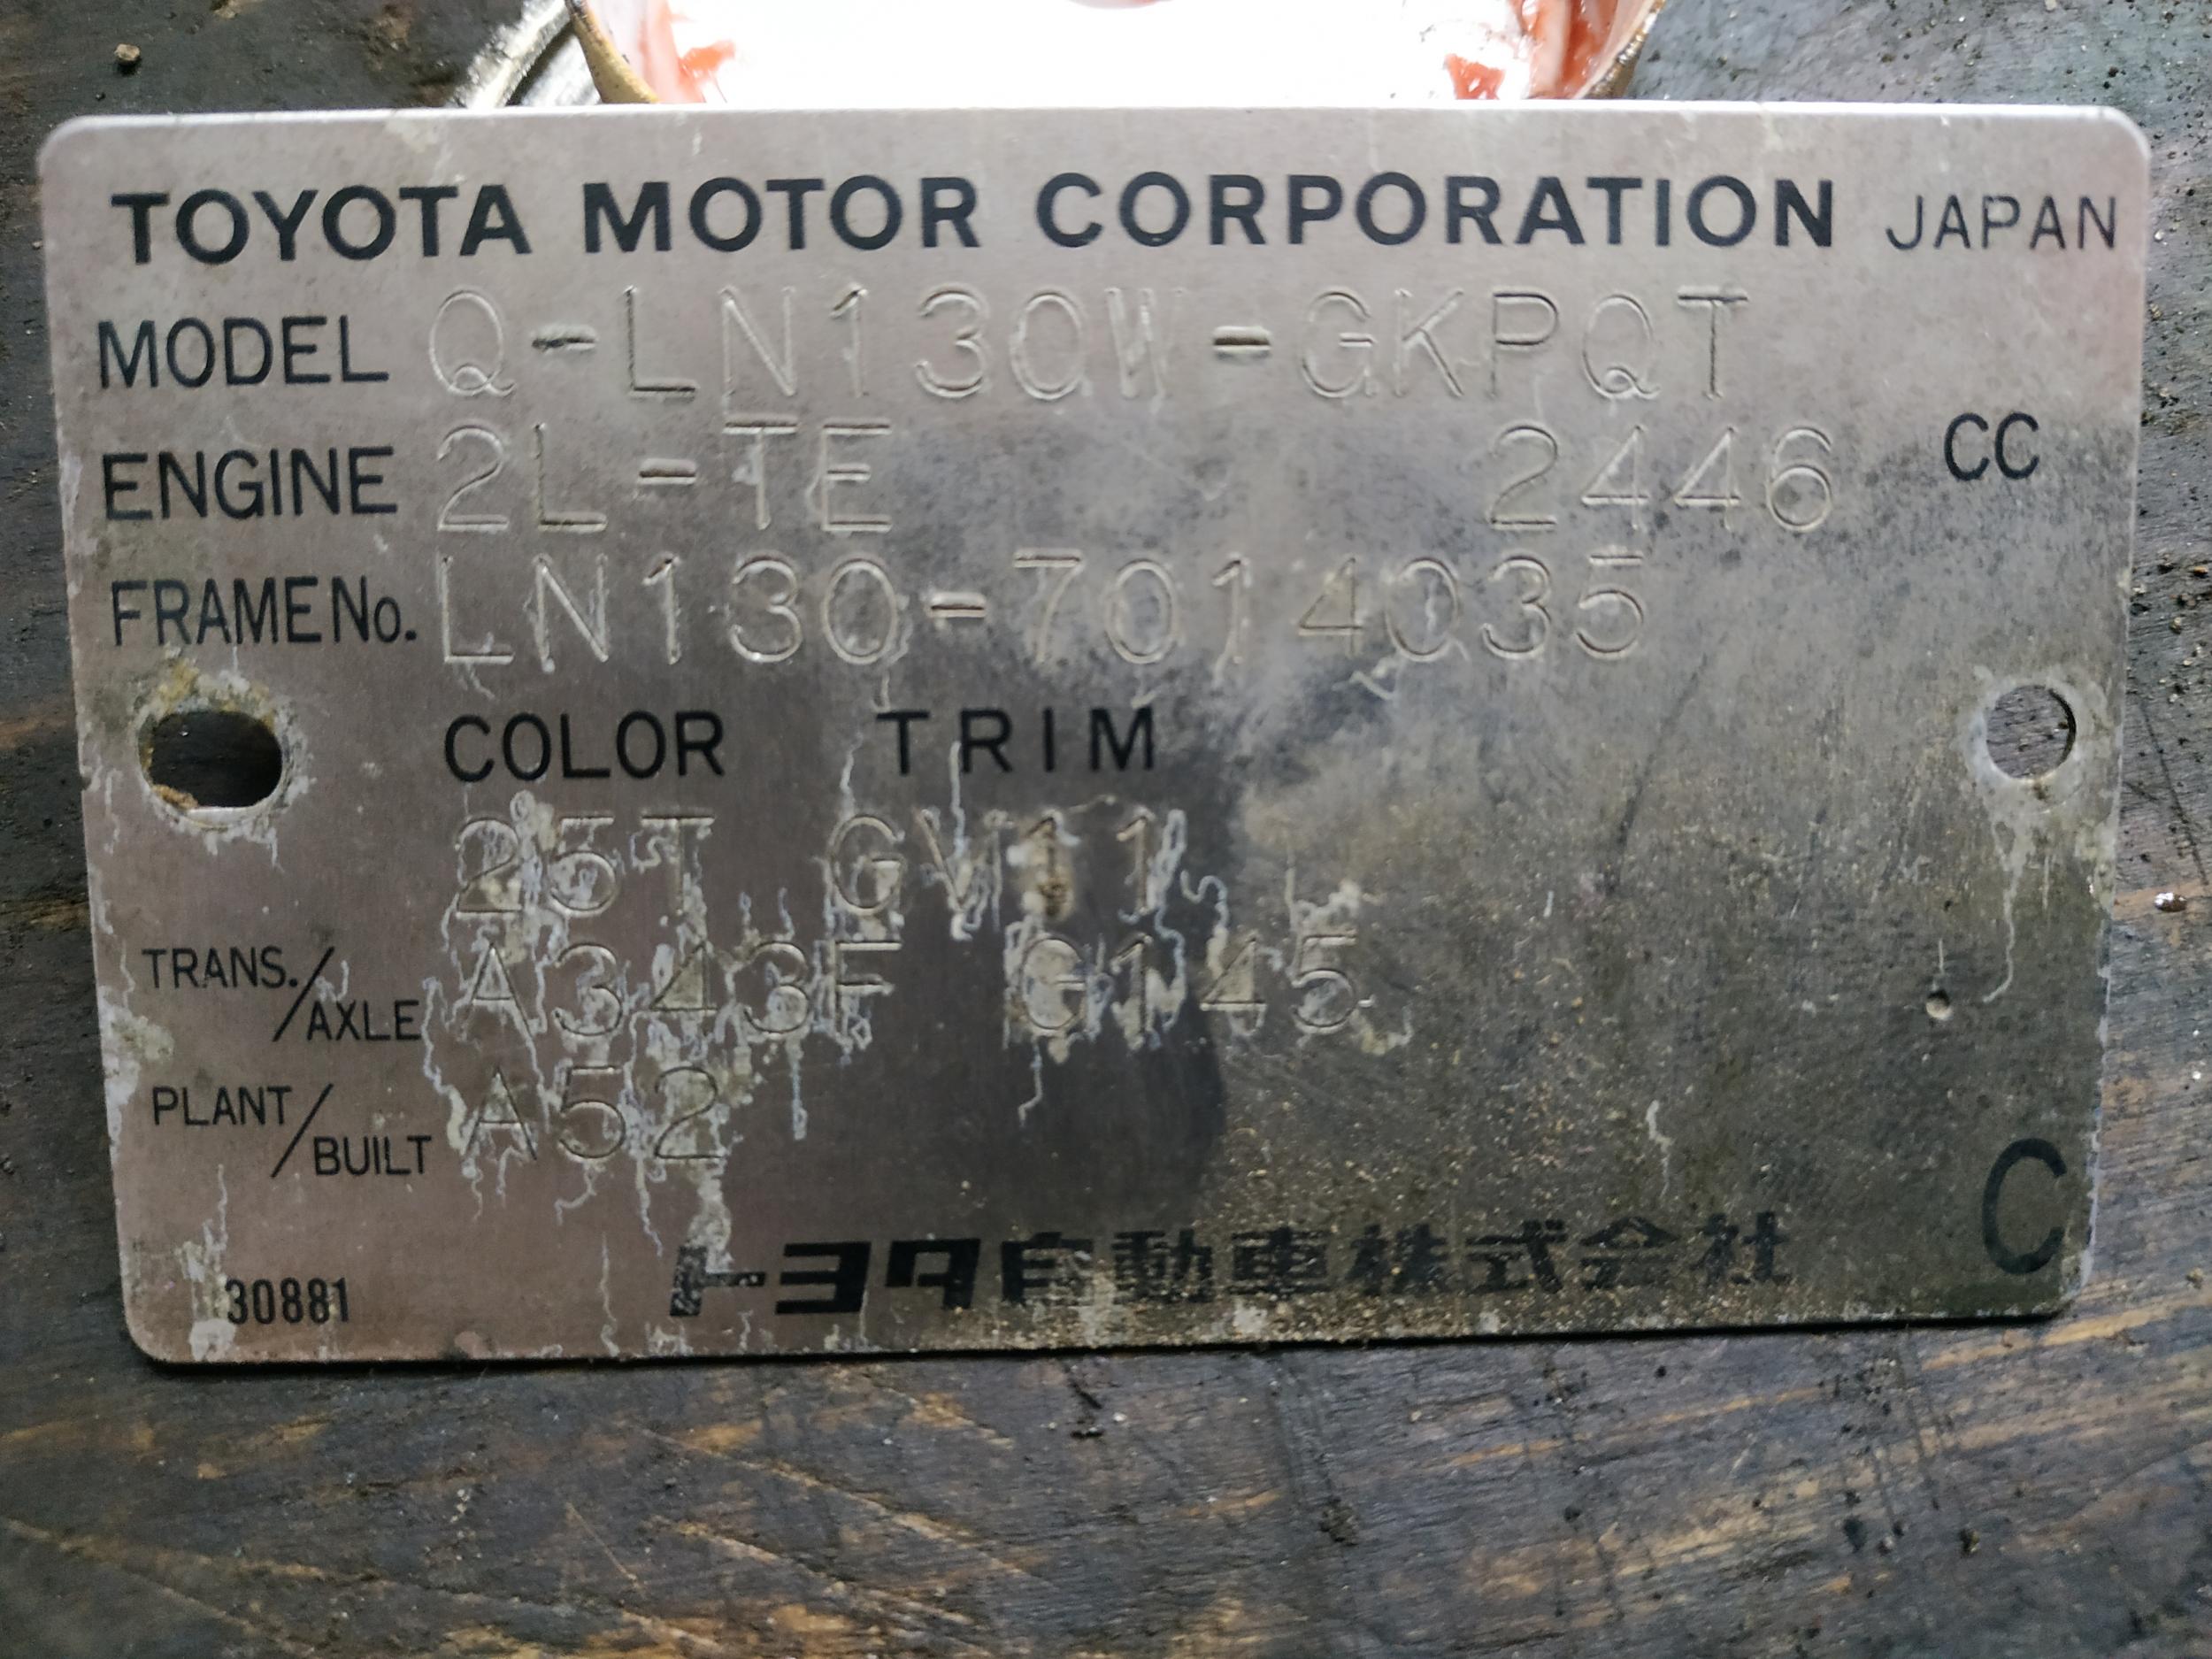 TOYOTA MOTOR CORPORATION JAPAN
MODEL Q-LN130W-GKPQT
ENGINE 2L-TE 2446 CC
FRAME No. LN130-7014035
COLOR TRIM
25T GV11
TRANS./AXLE A343F G145
PLANT/BUILT A52
C
30881 トヨタ自動車株式会社